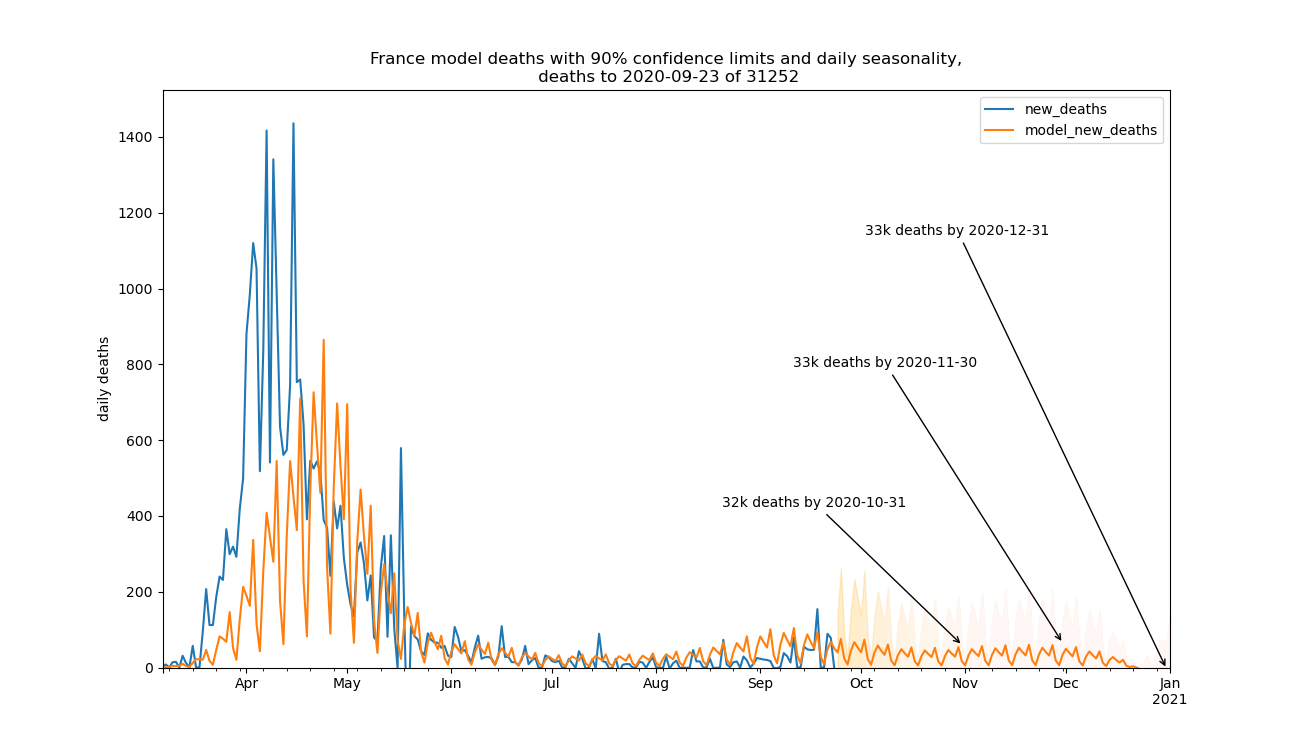 France model deaths with 90% confidence limits and daily seasonality,
deaths to 2020-09-23 of 31252
new_deaths
model_new_deaths
daily deaths
1400
1200
1000
800
600
400
200
0
33k deaths by 2020-12-31
33k deaths by 2020-11-30
32k deaths by 2020-10-31
Apr May Jun Jul Aug Sep Oct Nov Dec Jan
2021